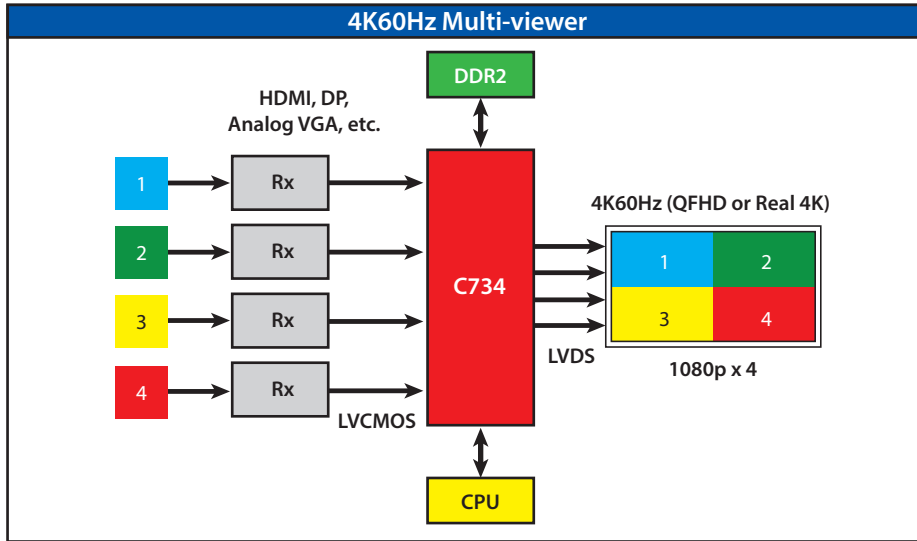 4K60Hz Multi-viewer
DDR2
HDMI, DP,
Analog VGA, etc.
1
Rx
2
Rx
3
Rx
4
Rx
LVCMOS
C734
LVDS
4K60Hz (QFHD or Real 4K)
1
2
3
4
1080p x 4
CPU